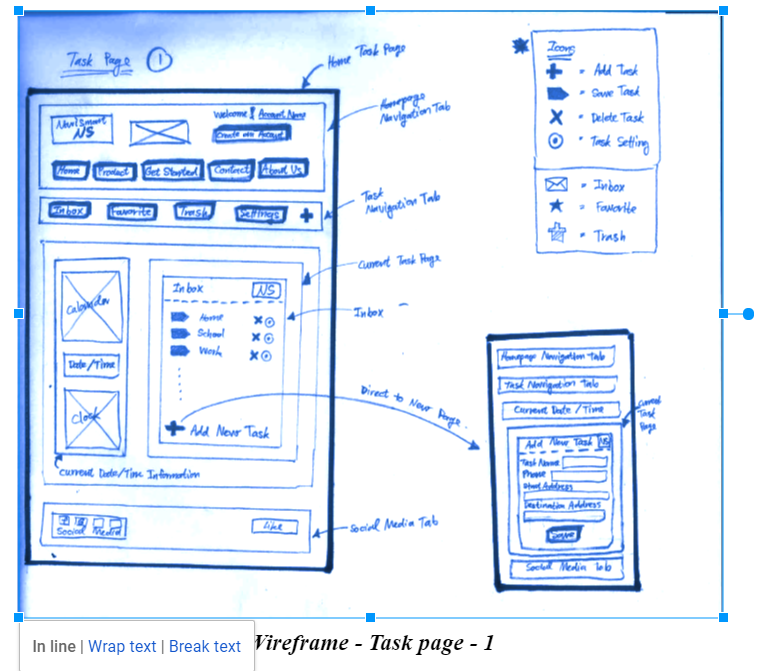 Task Page 1
Home Task Page
NS
Welcome! Account Name
Create an Account
Home Product Get Started Contact About Us
Homepage Navigation Tab
Inbox Favorite Trash Settings +
Task Navigation Tab
Calendar
Date/Time
Clock
Current Date/Time Information
Current Task Page
Inbox NS
Home
School
Work
Add New Task
Inbox
Direct to New Page.
Social Media
Like
Social Media Tab
Icons
= Add Task
= Save Task
= Delete Task
= Task Setting
= Inbox
= Favorite
= Trash
Homepage Navigation Tab
Task Navigation Tab
Current Date / Time
Current Task Page
Add New Task NS
Task Name
Phone
Start Address
Destination Address
Save
Social Media Tab
In line | Wrap text | Break text
Wireframe - Task page - 1